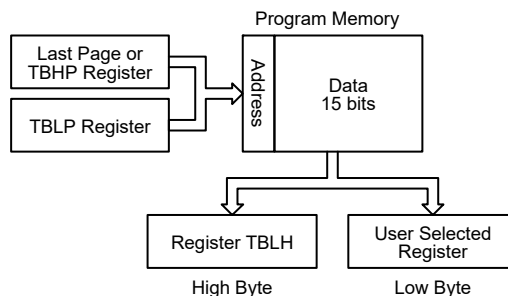 Program Memory
Last Page or
TBHP Register
TBLP Register
Address
Data
15 bits
Register TBLH
User Selected
Register
High Byte
Low Byte